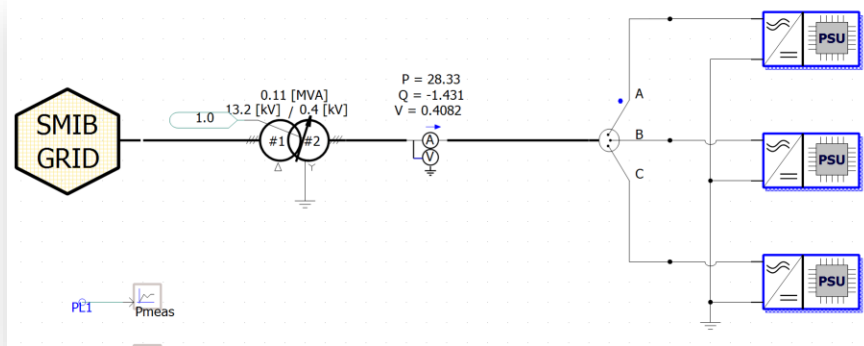 SMIB
GRID
1.0
0.11 [MVA]
13.2 [kV] / 0.4 [kV]
#1
#2
Δ
Y
P = 28.33
Q = -1.431
V = 0.4082
A
V
A
B
C
PSU
PSU
PSU
PL1
Pmeas